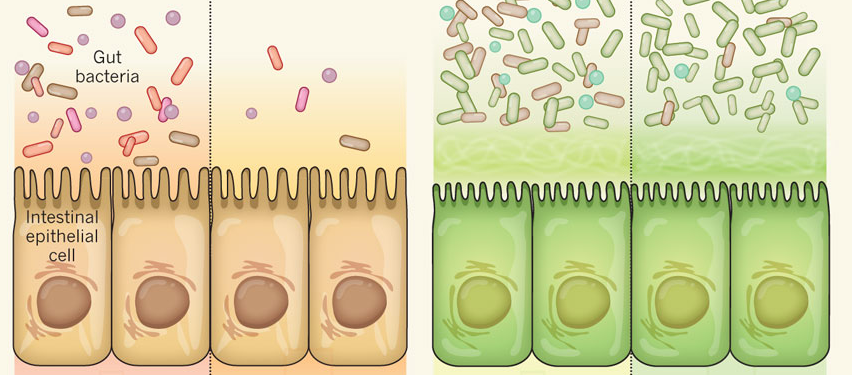 Gut
bacteria
Intestinal
epithelial
cell